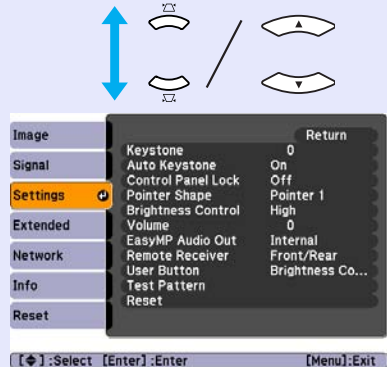 Image
Signal
Settings
Extended
Network
Info
Reset
Return
Keystone 0
Auto Keystone On
Control Panel Lock Off
Pointer Shape Pointer 1
Brightness Control High
Volume 0
EasyMP Audio Out Internal
Remote Receiver Front/Rear
User Button Brightness Co...
Test Pattern
Reset
[ ] :Select [Enter] :Enter [Menu]:Exit